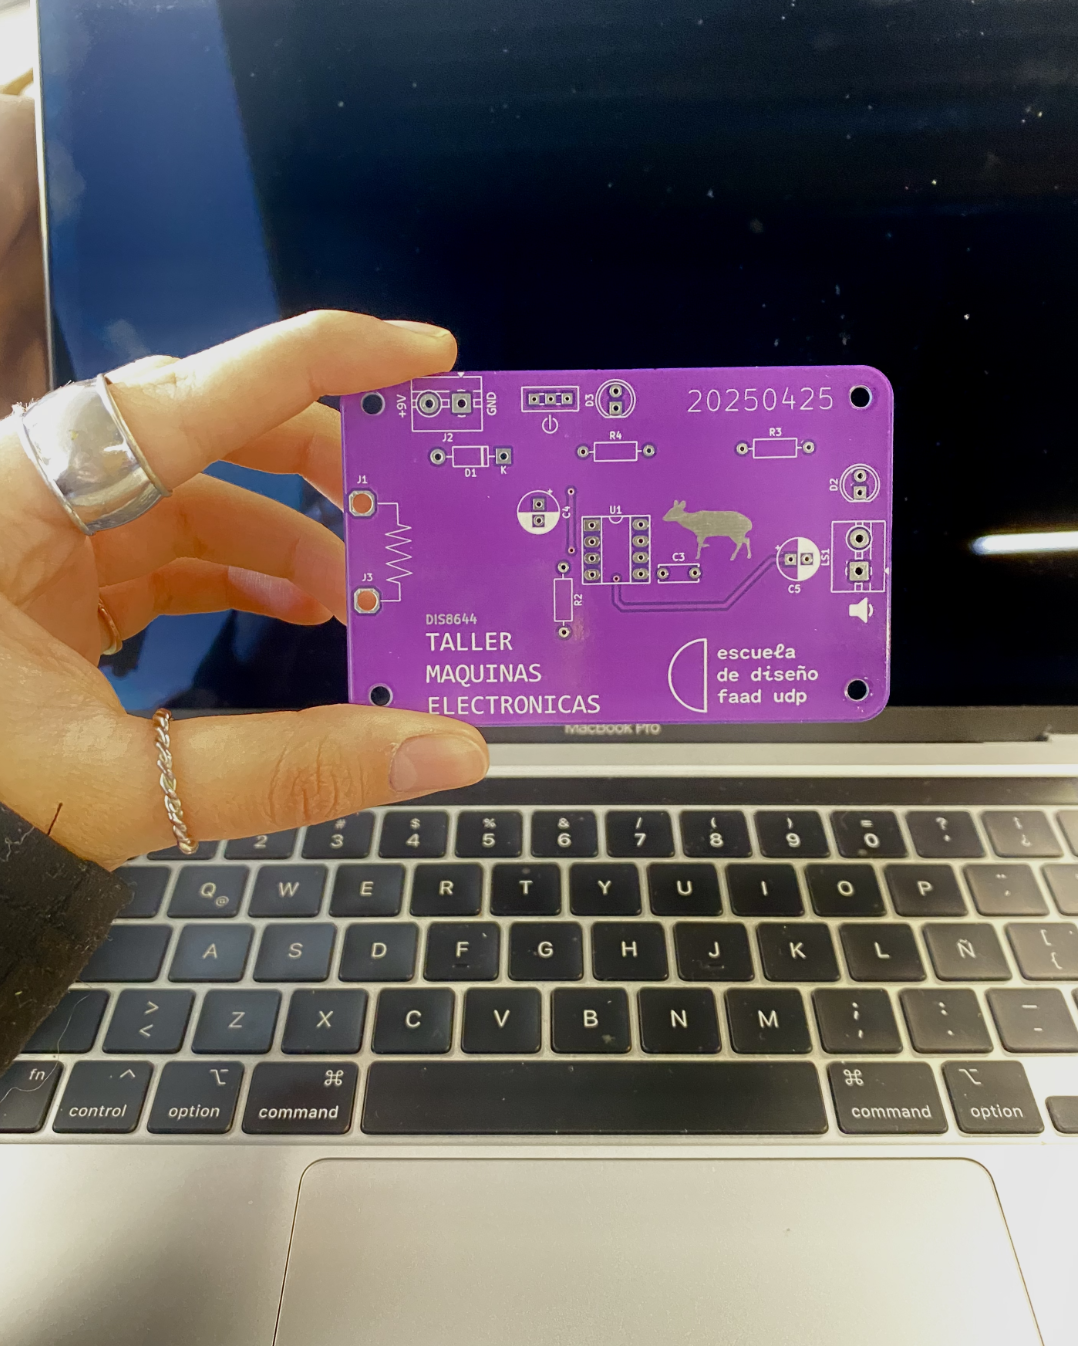 +9V
GND
D3
20250425
J2
R4
R3
D1
K
J1
D2
C4
U1
C3
LS1
C5
J3
R2
DIS8644
TALLER
MAQUINAS
ELECTRONICAS
escuela
de diseño
faad udp
MacBook Pro
# $ % & / ( ) = ? ¿
2 3 4 5 6 7 8 9 0 '
Q @ W E R T Y U I O P
A S D F G H J K L Ñ [ {
> < Z X C V B N M ; , : . _ -
fn control ^ option ⌥ command ⌘ ⌘ command ⌥ option